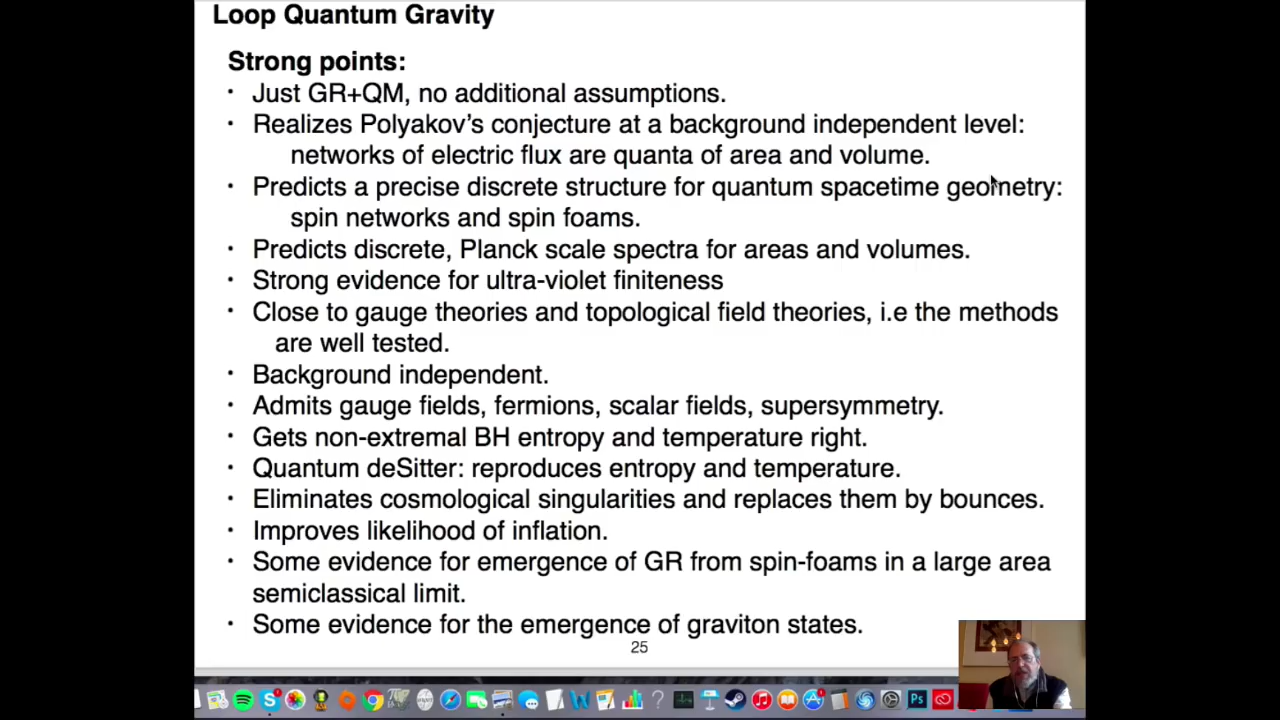 Loop Quantum Gravity
Strong points:
· Just GR+QM, no additional assumptions.
· Realizes Polyakov's conjecture at a background independent level:
networks of electric flux are quanta of area and volume.
· Predicts a precise discrete structure for quantum spacetime geometry:
spin networks and spin foams.
· Predicts discrete, Planck scale spectra for areas and volumes.
· Strong evidence for ultra-violet finiteness
· Close to gauge theories and topological field theories, i.e the methods
are well tested.
· Background independent.
· Admits gauge fields, fermions, scalar fields, supersymmetry.
· Gets non-extremal BH entropy and temperature right.
· Quantum deSitter: reproduces entropy and temperature.
· Eliminates cosmological singularities and replaces them by bounces.
· Improves likelihood of inflation.
· Some evidence for emergence of GR from spin-foams in a large area
semiclassical limit.
· Some evidence for the emergence of graviton states.
25
Ps